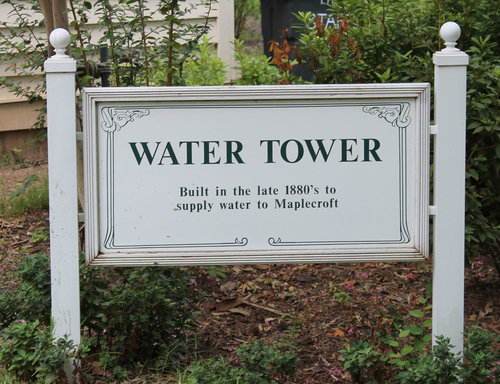 WATER TOWER
Built in the late 1880's to
supply water to Maplecroft